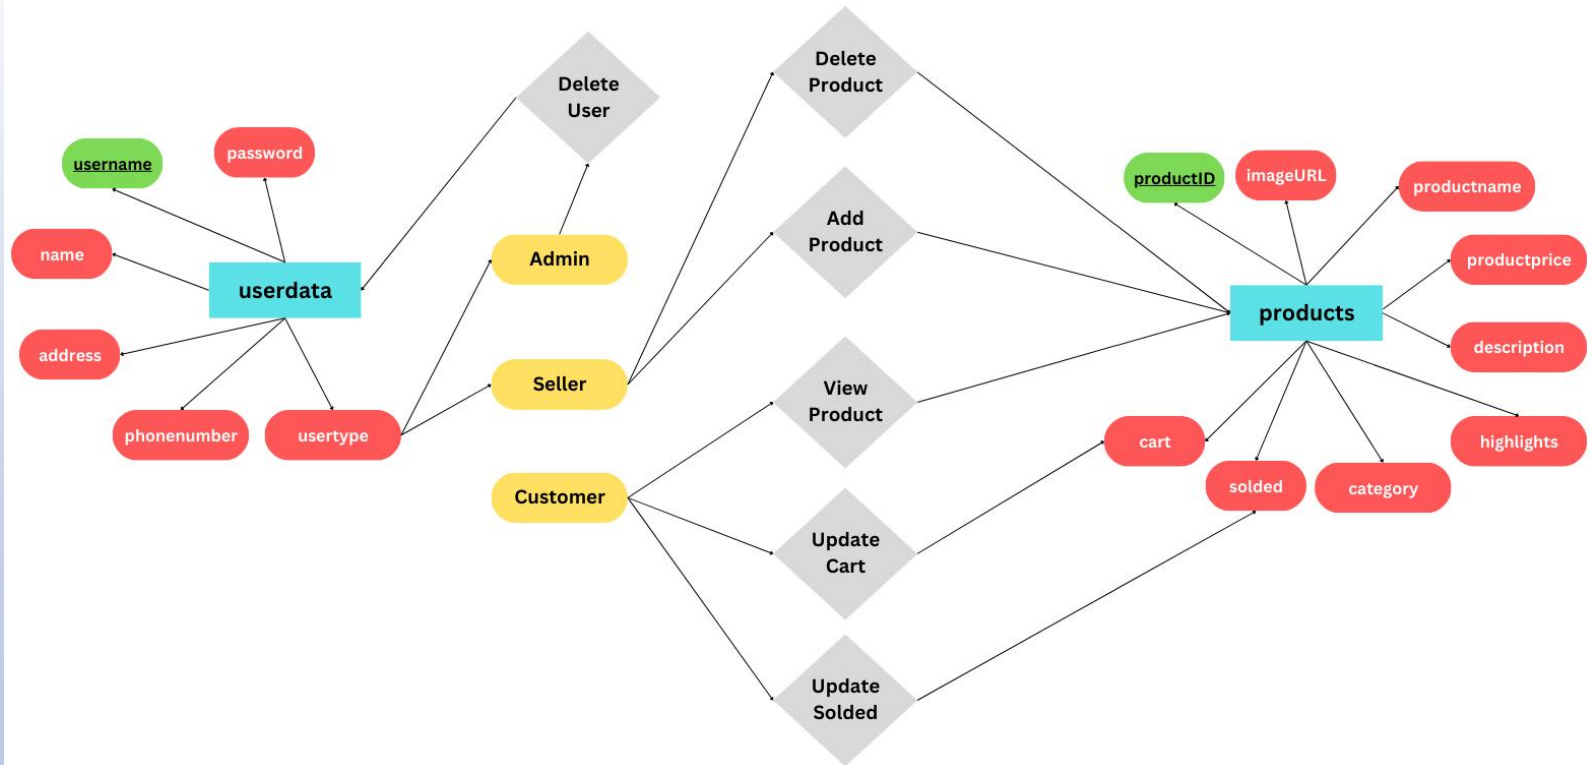 Delete
User
Delete
Product
username
password
name
userdata
address
phonenumber
usertype
Admin
Seller
Customer
Add
Product
View
Product
Update
Cart
Update
Solded
productID
imageURL
productname
productprice
products
description
cart
solded
category
highlights